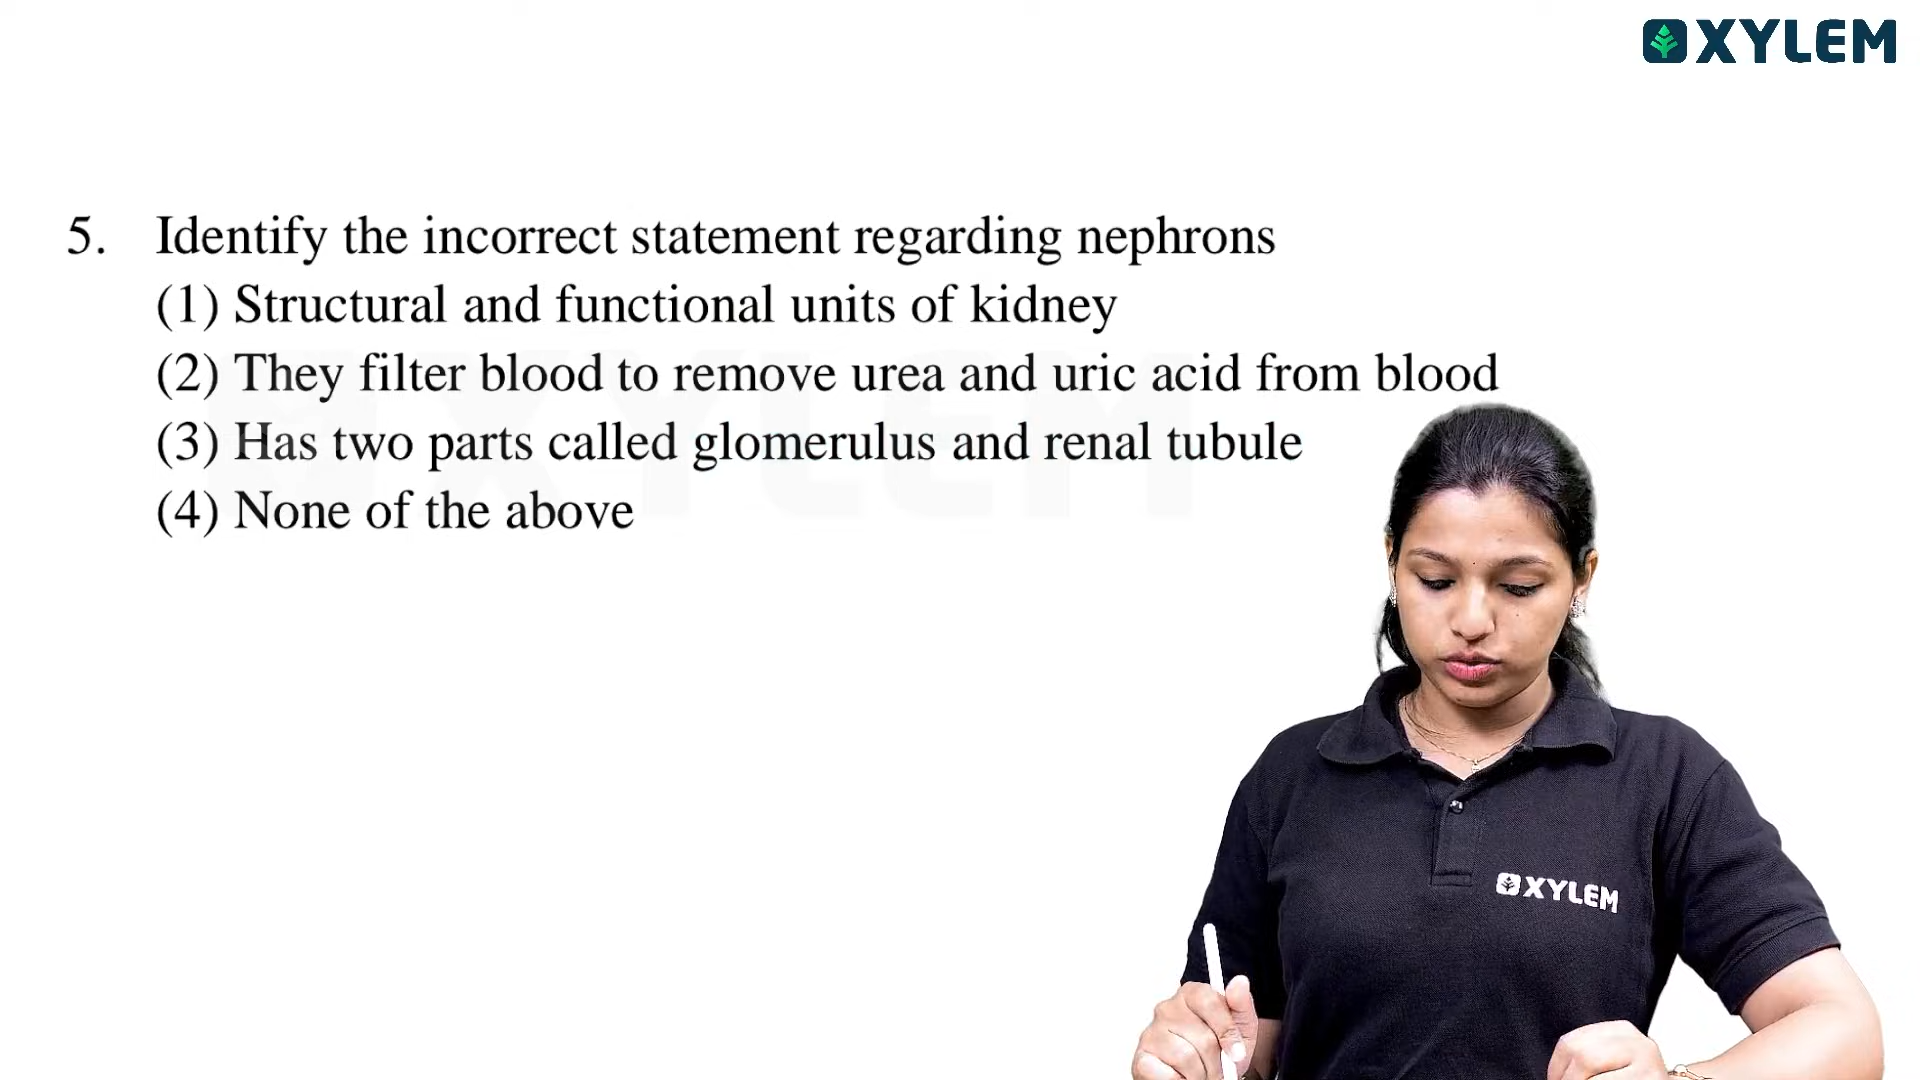 XYLEM
5. Identify the incorrect statement regarding nephrons
(1) Structural and functional units of kidney
(2) They filter blood to remove urea and uric acid from blood
(3) Has two parts called glomerulus and renal tubule
(4) None of the above
XYLEM
XYLEM